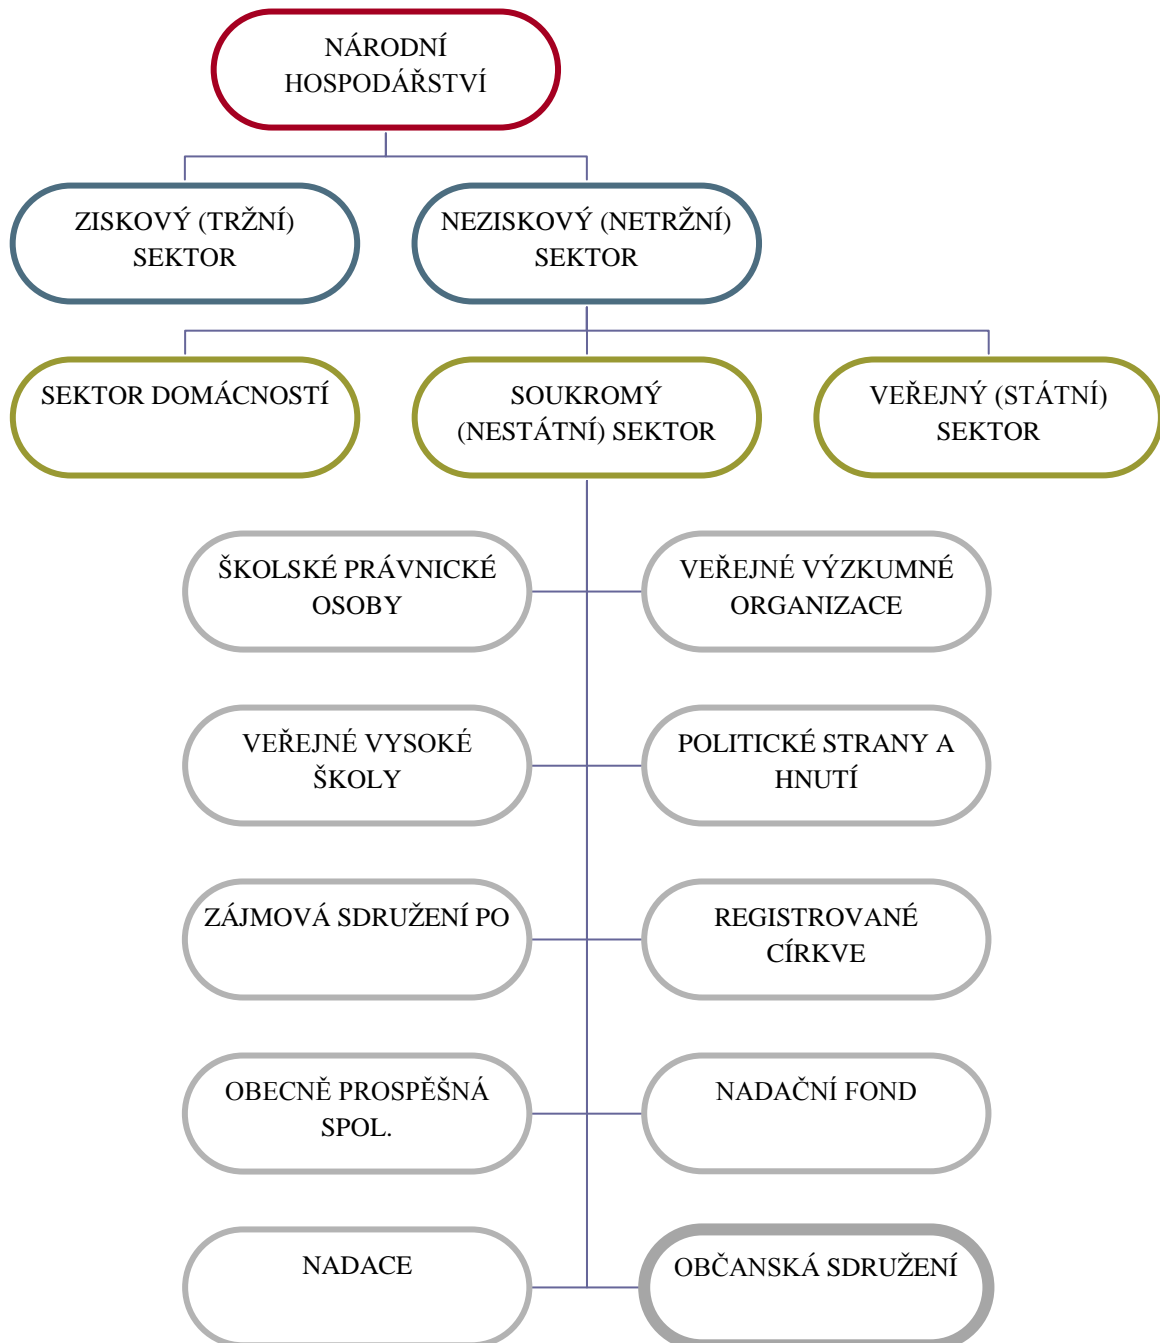 NÁRODNÍ
HOSPODÁŘSTVÍ
ZISKOVÝ (TRŽNÍ)
SEKTOR
NEZISKOVÝ (NETRŽNÍ)
SEKTOR
SEKTOR DOMÁCNOSTÍ
SOUKROMÝ
(NESTÁTNÍ) SEKTOR
VEŘEJNÝ (STÁTNÍ)
SEKTOR
ŠKOLSKÉ PRÁVNICKÉ
OSOBY
VEŘEJNÉ VÝZKUMNÉ
ORGANIZACE
VEŘEJNÉ VYSOKÉ
ŠKOLY
POLITICKÉ STRANY A
HNUTÍ
ZÁJMOVÁ SDRUŽENÍ PO
REGISTROVANÉ
CÍRKVE
OBECNĚ PROSPĚŠNÁ
SPOL.
NADAČNÍ FOND
NADACE
OBČANSKÁ SDRUŽENÍ